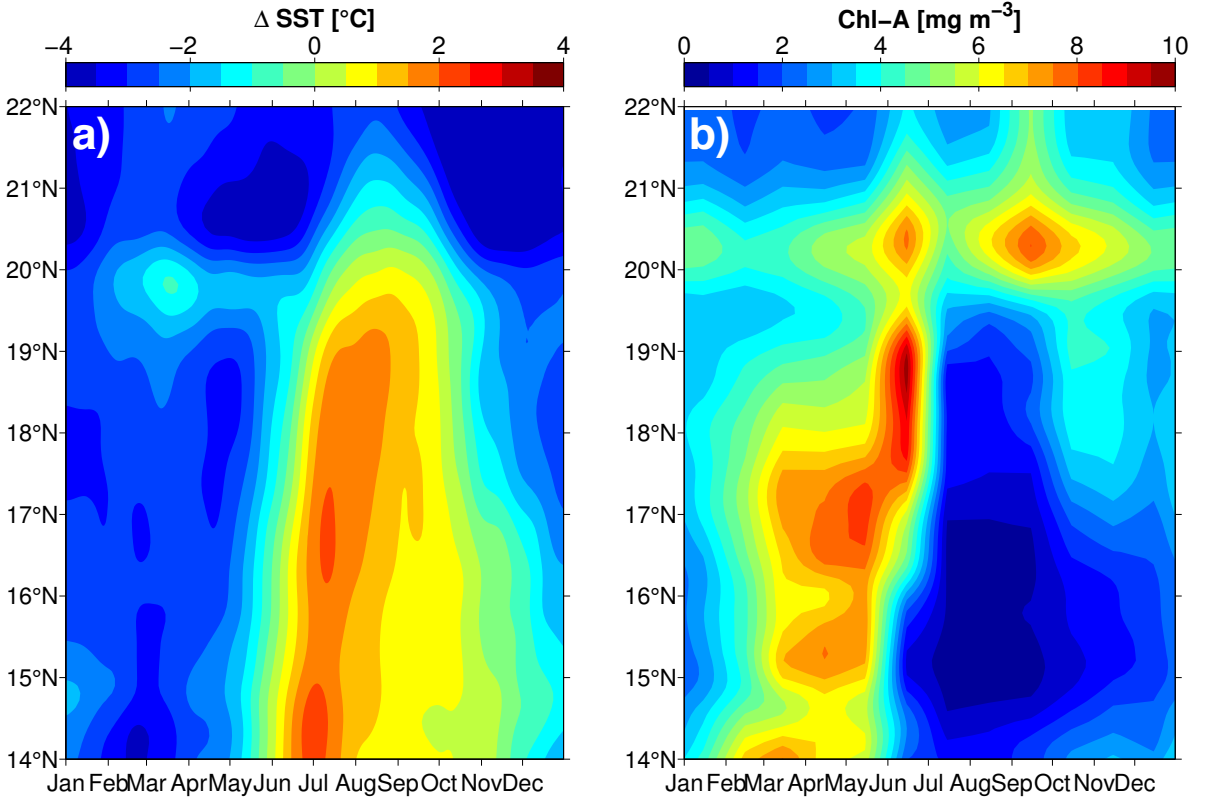 Δ SST [°C]
−4 −2 0 2 4
Chl−A [mg m−3]
0 2 4 6 8 10
a)
22°N
21°N
20°N
19°N
18°N
17°N
16°N
15°N
14°N
Jan Feb Mar Apr May Jun Jul Aug Sep Oct Nov Dec
b)
22°N
21°N
20°N
19°N
18°N
17°N
16°N
15°N
14°N
Jan Feb Mar Apr May Jun Jul Aug Sep Oct Nov Dec